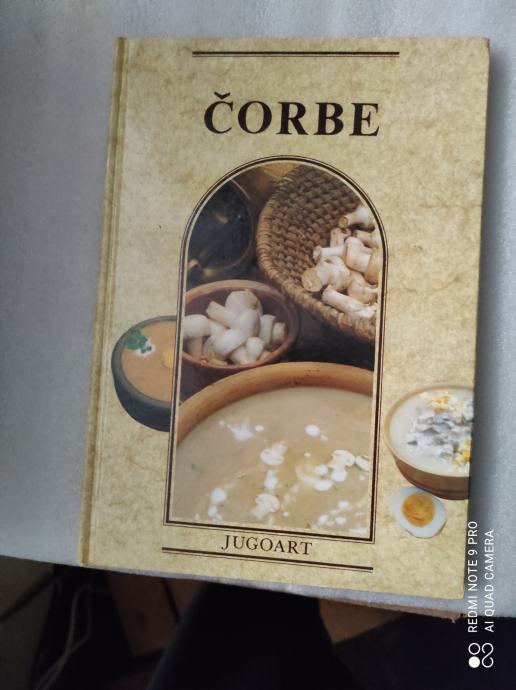 ČORBE
JUGOART
REDMI NOTE 9 PRO
AI QUAD CAMERA